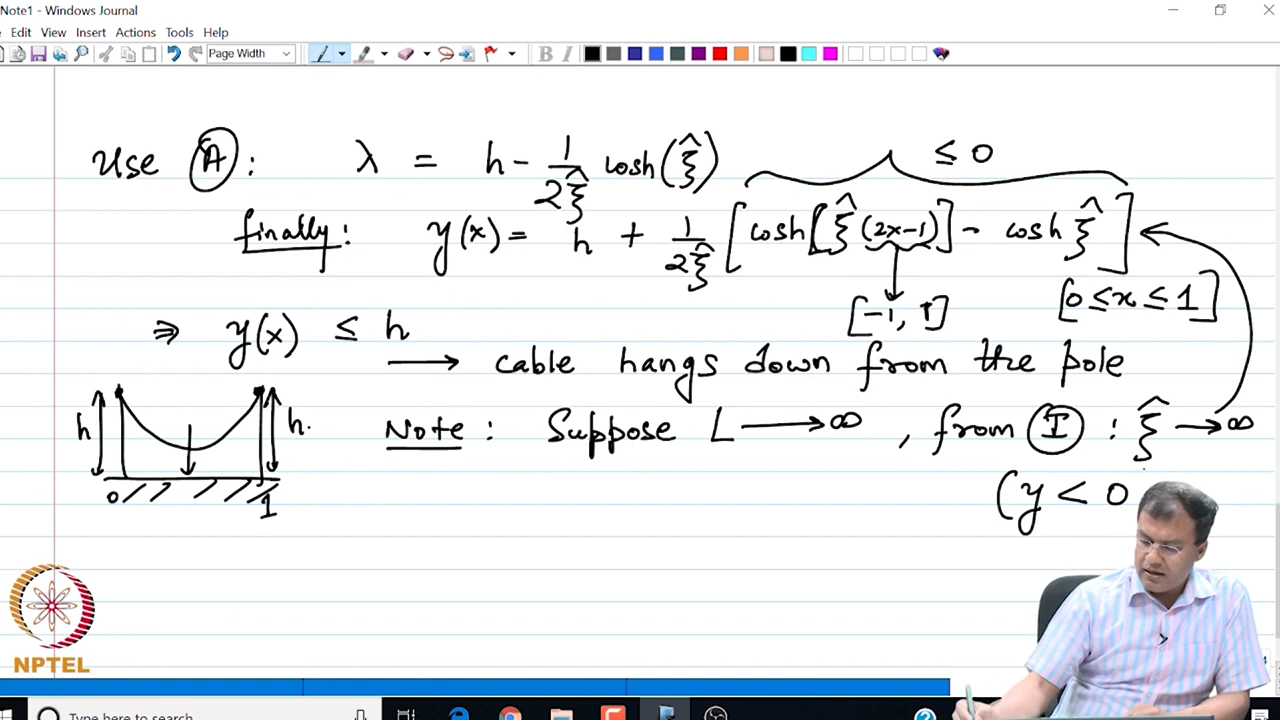 Note1 - Windows Journal
Edit View Insert Actions Tools Help
Page Width
B I
Use (A) : λ = h - 1/2ξ̂ cosh(ξ̂)
≤ 0
finally : y(x) = h + 1/2ξ̂ [cosh[ξ̂(2x-1)] - cosh ξ̂]
[-1, 1] [0 ≤ x ≤ 1]
⇒ y(x) ≤ h
→ cable hangs down from the pole
h h.
0 1
Note : Suppose L → ∞ , from (I) : ξ̂ → ∞
(y < 0
NPTEL
Type here to search